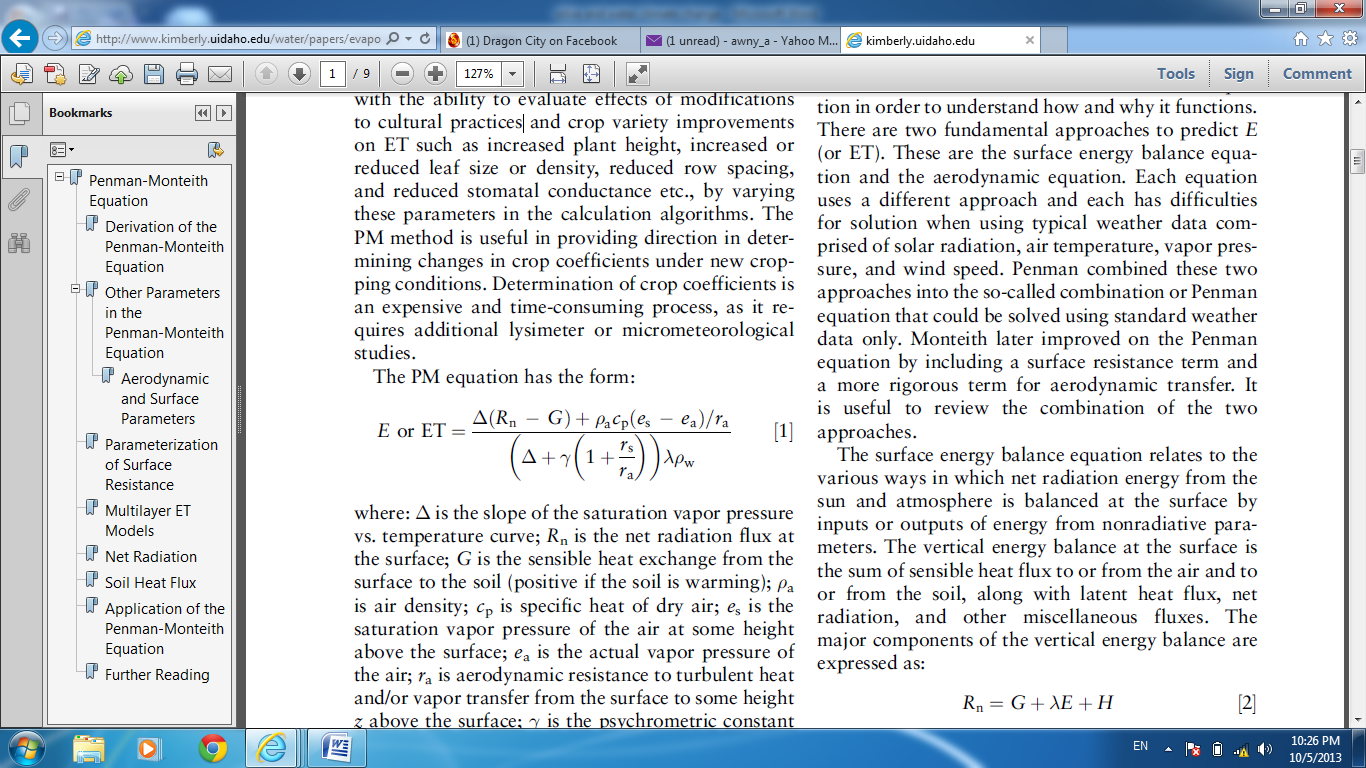 http://www.kimberly.uidaho.edu/water/papers/evapo
(1) Dragon City on Facebook
(1 unread) - awny_a - Yahoo M...
kimberly.uidaho.edu
1 / 9
127%
Tools
Sign
Comment
Bookmarks
Penman-Monteith
Equation
Derivation of the
Penman-Monteith
Equation
Other Parameters
in the
Penman-Monteith
Equation
Aerodynamic
and Surface
Parameters
Parameterization
of Surface
Resistance
Multilayer ET
Models
Net Radiation
Soil Heat Flux
Application of the
Penman-Monteith
Equation
Further Reading
with the ability to evaluate effects of modifications
to cultural practices and crop variety improvements
on ET such as increased plant height, increased or
reduced leaf size or density, reduced row spacing,
and reduced stomatal conductance etc., by varying
these parameters in the calculation algorithms. The
PM method is useful in providing direction in deter-
mining changes in crop coefficients under new crop-
ping conditions. Determination of crop coefficients is
an expensive and time-consuming process, as it re-
quires additional lysimeter or micrometeorological
studies.
The PM equation has the form:
E or ET = Δ(Rn − G) + ρacp(es − ea)/ra / (Δ + γ(1 + rs/ra))λρw [1]
where: Δ is the slope of the saturation vapor pressure
vs. temperature curve; Rn is the net radiation flux at
the surface; G is the sensible heat exchange from the
surface to the soil (positive if the soil is warming); ρa
is air density; cp is specific heat of dry air; es is the
saturation vapor pressure of the air at some height
above the surface; ea is the actual vapor pressure of
the air; ra is aerodynamic resistance to turbulent heat
and/or vapor transfer from the surface to some height
z above the surface; γ is the psychrometric constant
tion in order to understand how and why it functions.
There are two fundamental approaches to predict E
(or ET). These are the surface energy balance equa-
tion and the aerodynamic equation. Each equation
uses a different approach and each has difficulties
for solution when using typical weather data com-
prised of solar radiation, air temperature, vapor pres-
sure, and wind speed. Penman combined these two
approaches into the so-called combination or Penman
equation that could be solved using standard weather
data only. Monteith later improved on the Penman
equation by including a surface resistance term and
a more rigorous term for aerodynamic transfer. It
is useful to review the combination of the two
approaches.
The surface energy balance equation relates to the
various ways in which net radiation energy from the
sun and atmosphere is balanced at the surface by
inputs or outputs of energy from nonradiative para-
meters. The vertical energy balance at the surface is
the sum of sensible heat flux to or from the air and to
or from the soil, along with latent heat flux, net
radiation, and other miscellaneous fluxes. The
major components of the vertical energy balance are
expressed as:
Rn = G + λE + H [2]
EN
10:26 PM
10/5/2013